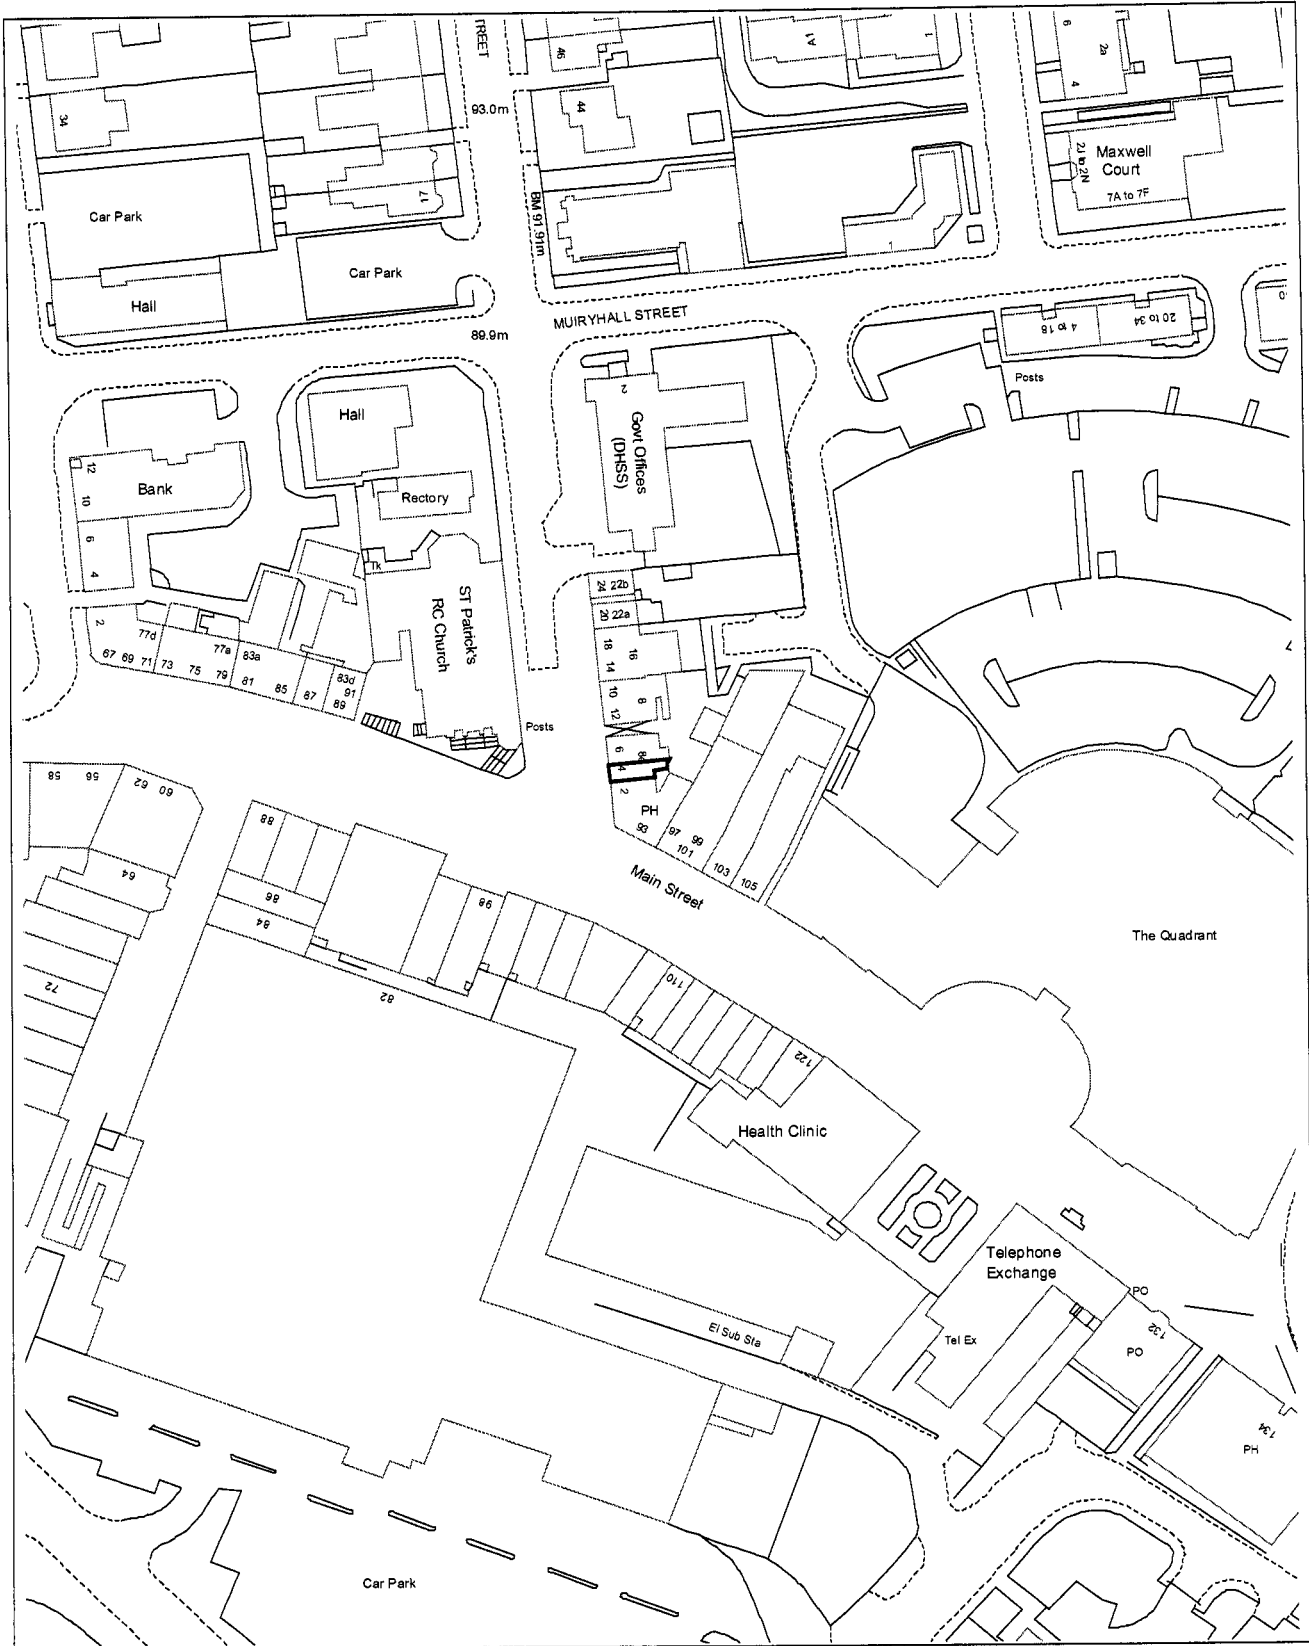 TREET
46
A1
1
6
2a
4
34
93.0m
44
2J to 2N
Maxwell
Court
7A to 7F
17
BM 91.91m
Car Park
Car Park
1
Hall
MUIRYHALL STREET
89.9m
4 to 18
20 to 34
Posts
2
Hall
Govt Offices
(DHSS)
12
Bank
10
Rectory
6
4
Tk
ST Patrick's
RC Church
24 22b
20 22a
2
77d
77a
83a
18
16
14
67 69 71 73 75 79 81 85 87
83d
91
89
10
8
12
Posts
6
4
2
PH
93
97
99
101
103
105
58 56 62 60
88
64
86
84
98
Main Street
The Quadrant
72
82
110
122
Health Clinic
Telephone
Exchange
PO
El Sub Sta
Tel Ex
132
PO
134
PH
Car Park